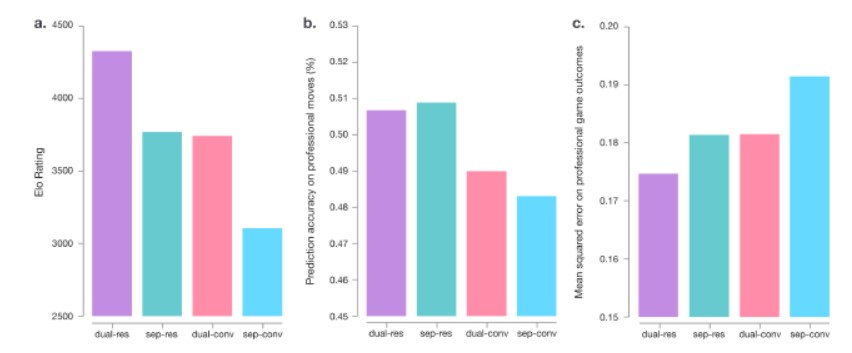 a.
Elo Rating
4500
4000
3500
3000
2500
dual-res sep-res dual-conv sep-conv
b.
Prediction accuracy on professional moves (%)
0.53
0.52
0.51
0.50
0.49
0.48
0.47
0.46
0.45
dual-res sep-res dual-conv sep-conv
c.
Mean squared error on professional game outcomes
0.20
0.19
0.18
0.17
0.16
0.15
dual-res sep-res dual-conv sep-conv